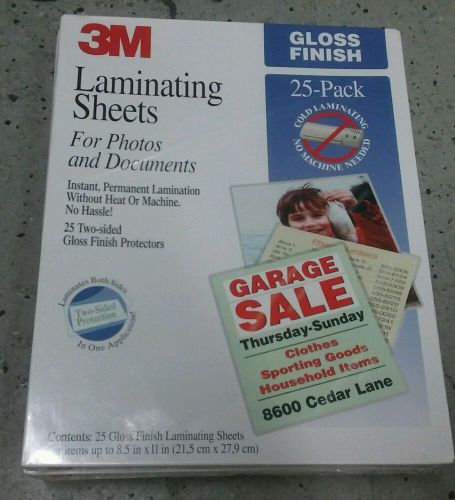 3M
GLOSS
FINISH
Laminating
Sheets
25-Pack
COLD LAMINATING
NO MACHINE NEEDED
For Photos
and Documents
Instant, Permanent Lamination
Without Heat Or Machine.
No Hassle!
25 Two-sided
Gloss Finish Protectors
Laminates Both Sides
Two-Sided
Protection
In One Application!
GARAGE
SALE
Thursday-Sunday
Clothes
Sporting Goods
Household Items
8600 Cedar Lane
Contents: 25 Gloss Finish Laminating Sheets
For items up to 8.5 in x 11 in (21,5 cm x 27,9 cm)